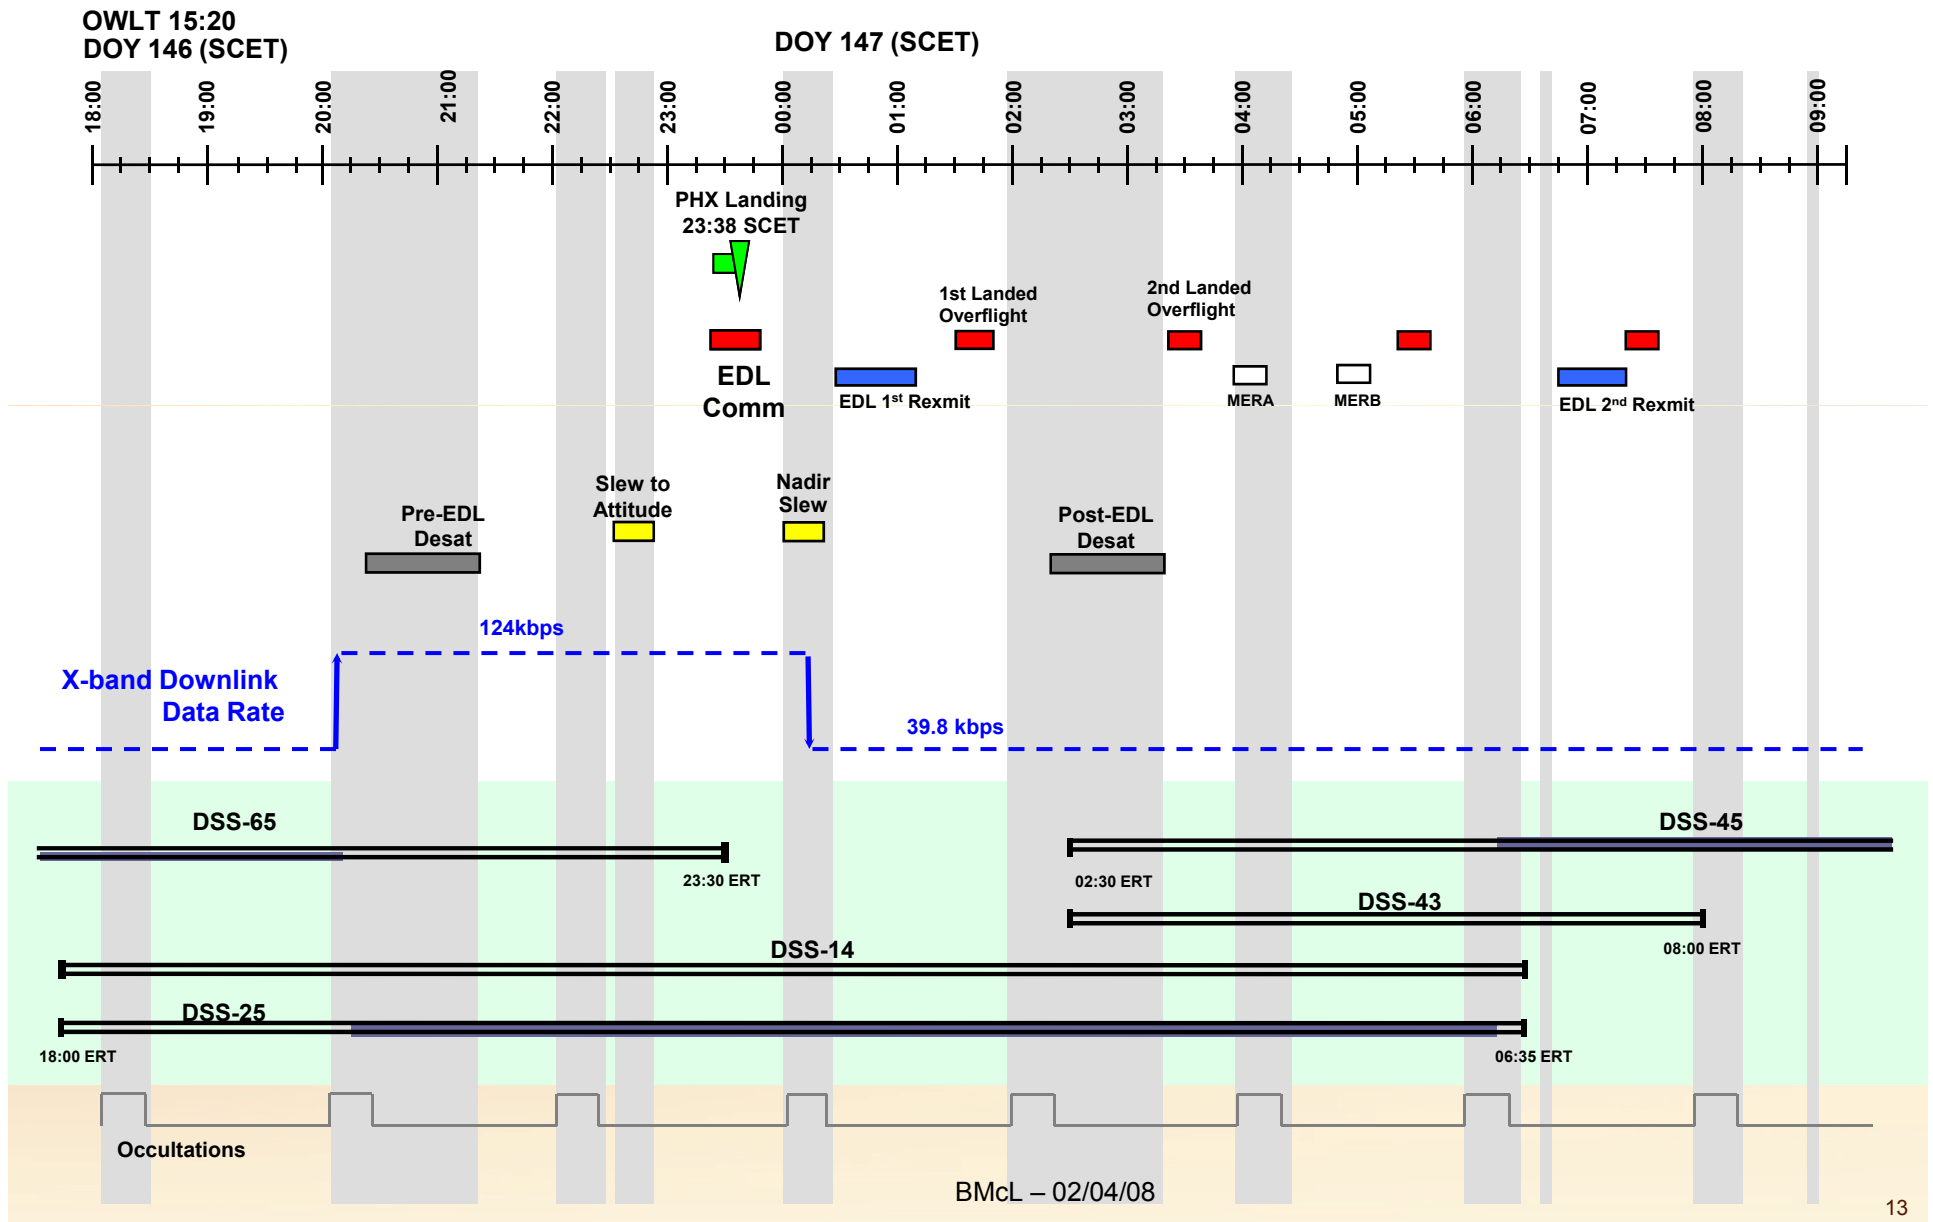 OWLT 15:20
DOY 146 (SCET)
DOY 147 (SCET)
18:00
19:00
20:00
21:00
22:00
23:00
00:00
01:00
02:00
03:00
04:00
05:00
06:00
07:00
08:00
09:00
PHX Landing
23:38 SCET
1st Landed
Overflight
2nd Landed
Overflight
EDL
Comm
EDL 1st Rexmit
MERA
MERB
EDL 2nd Rexmit
Slew to
Attitude
Nadir
Slew
Pre-EDL
Desat
Post-EDL
Desat
124kbps
X-band Downlink
Data Rate
39.8 kbps
DSS-65
DSS-45
23:30 ERT
02:30 ERT
DSS-43
DSS-14
08:00 ERT
DSS-25
18:00 ERT
06:35 ERT
Occultations
BMcL – 02/04/08
13